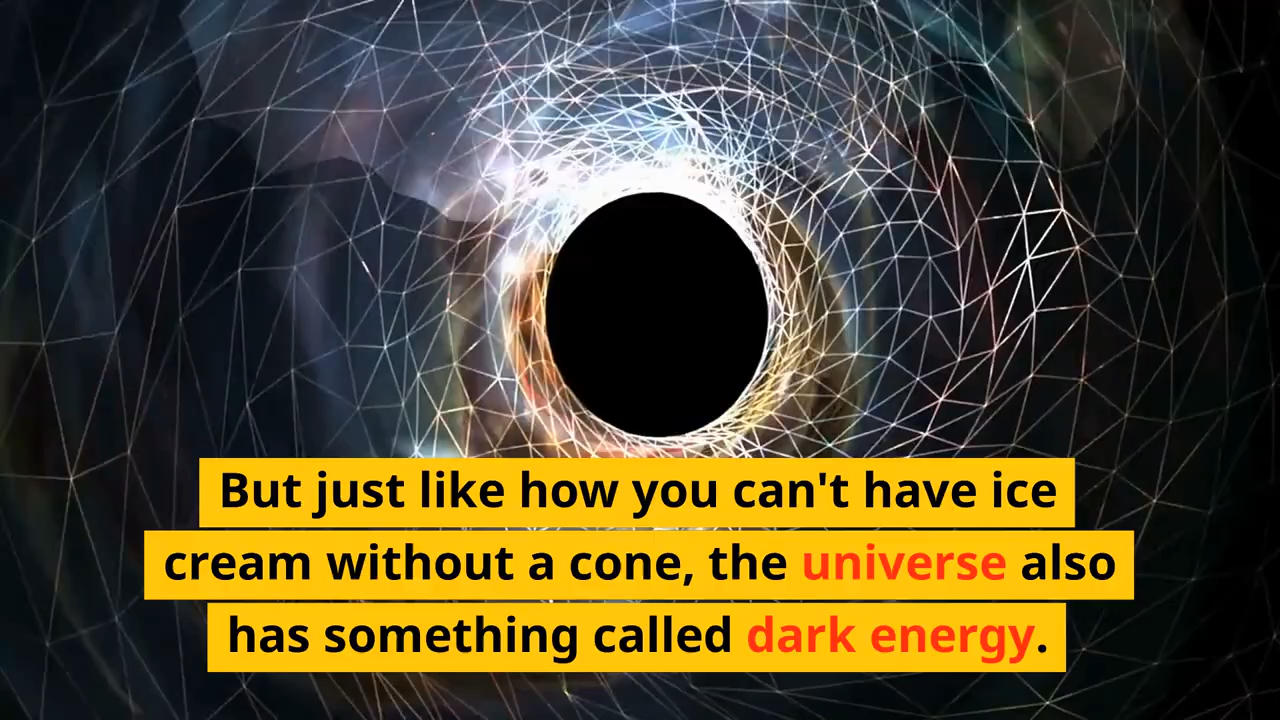 But just like how you can't have ice
cream without a cone, the universe also
has something called dark energy.